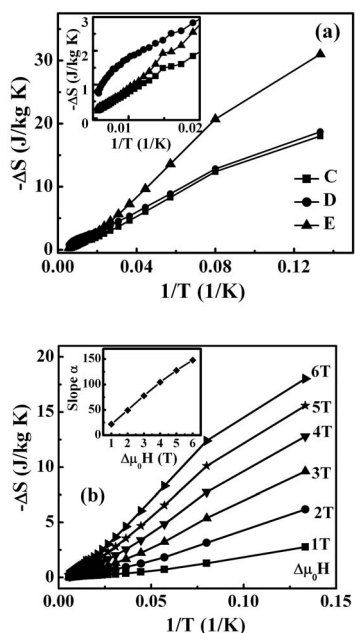 (a)
-ΔS (J/kg K)
30
20
10
0
0.00
0.04
0.08
0.12
1/T (1/K)
C
D
E
-ΔS (J/kg K)
3
2
1
0
0.01
0.02
1/T (1/K)
(b)
-ΔS (J/kg K)
20
15
10
5
0
0.00
0.05
0.10
0.15
1/T (1/K)
6T
5T
4T
3T
2T
1T
Δμ₀H
Slope α
150
100
50
0
1 2 3 4 5 6
Δμ₀H (T)